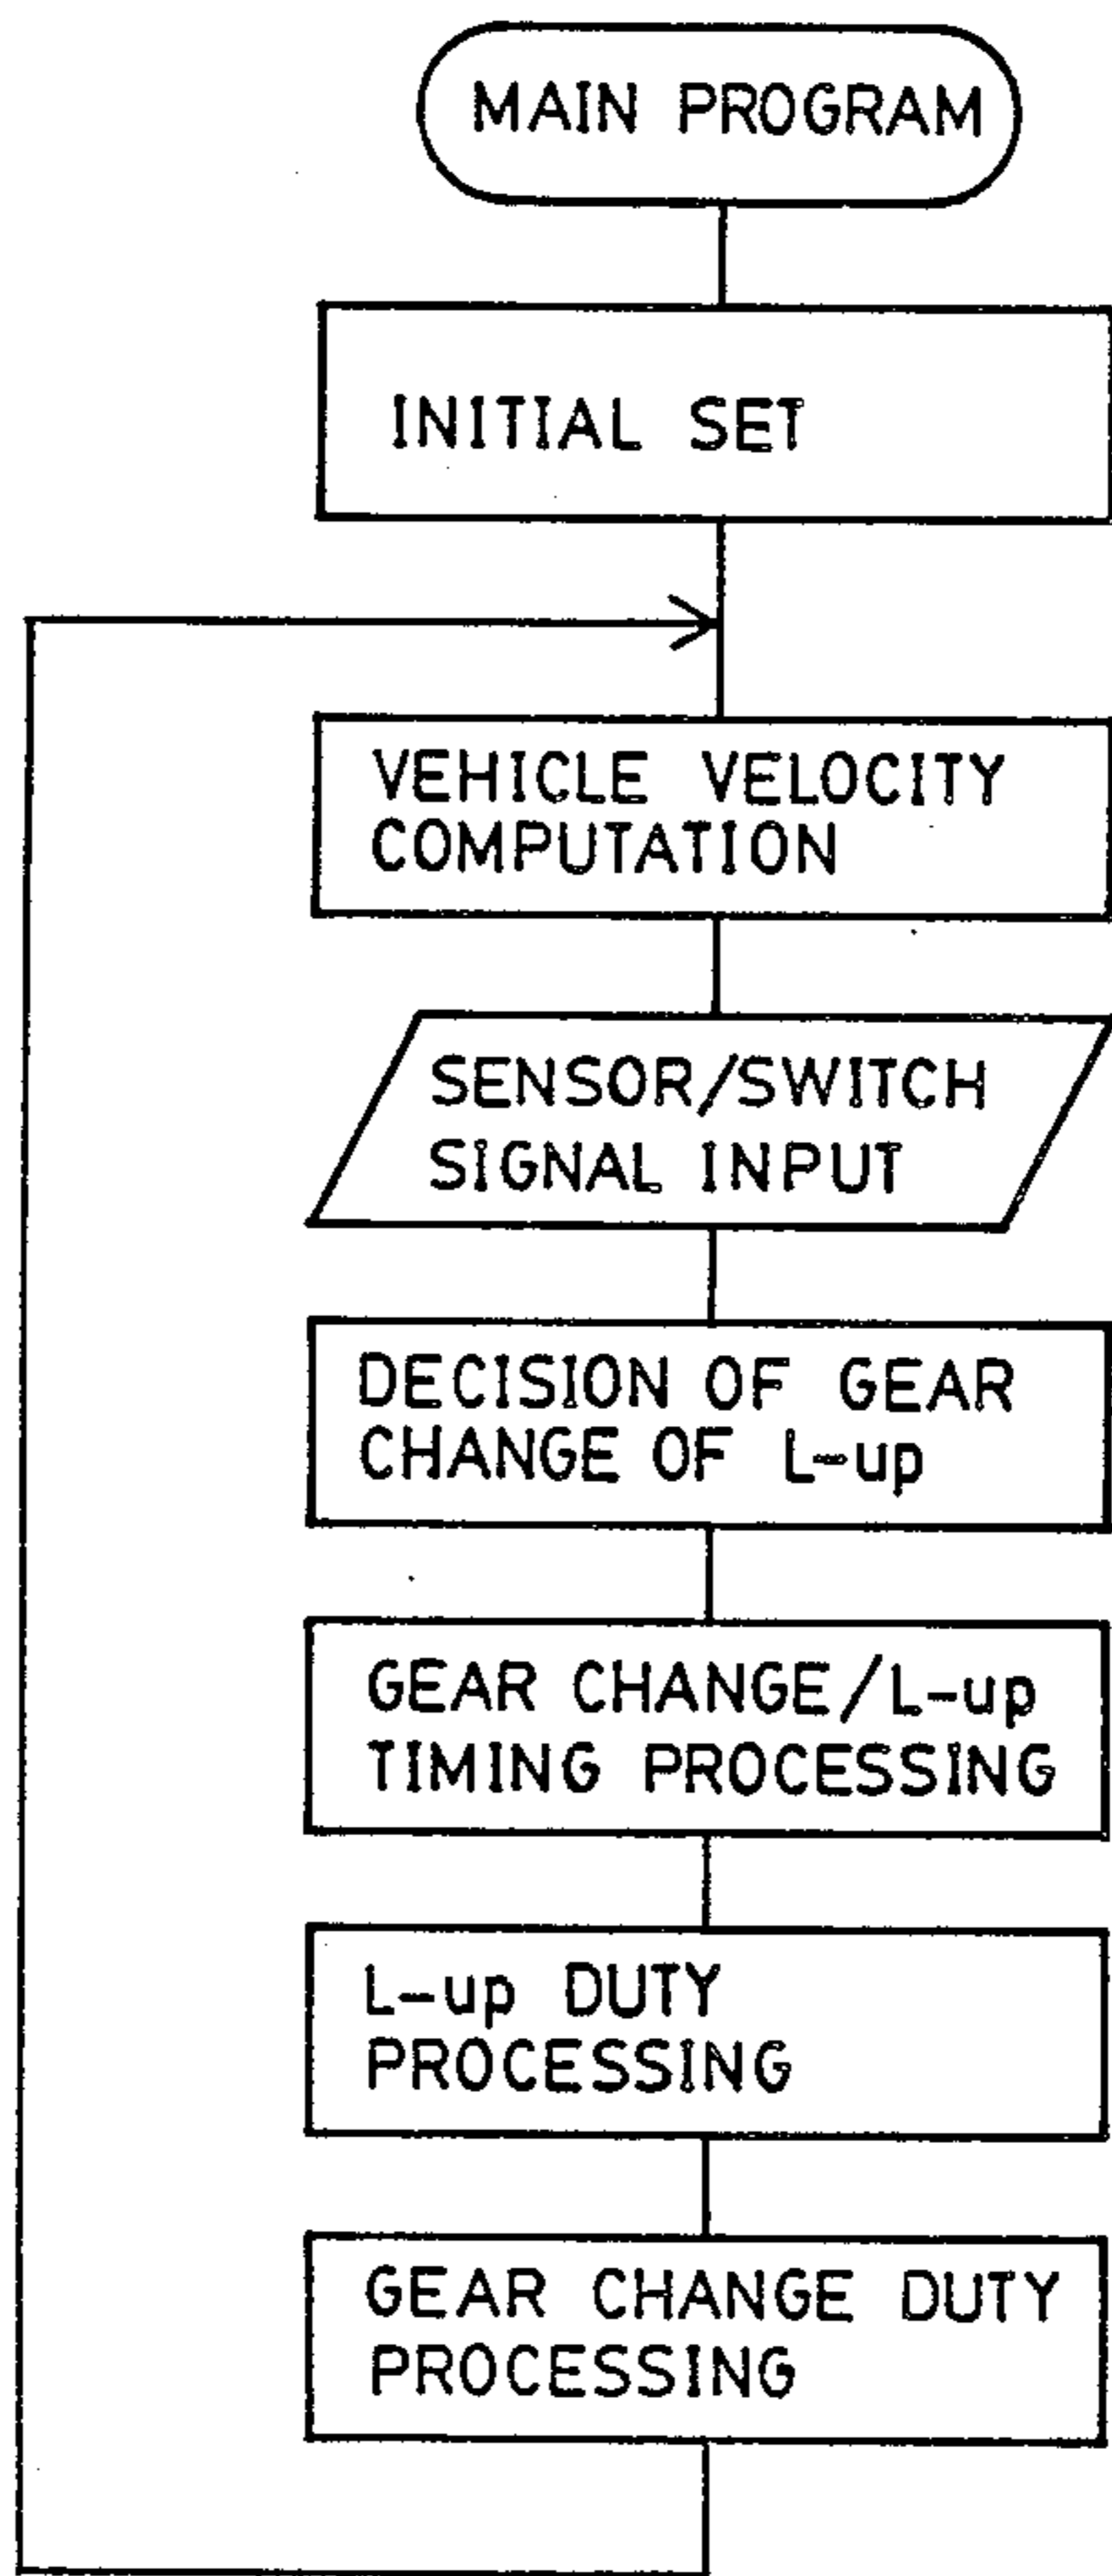 MAIN PROGRAM
INITIAL SET
VEHICLE VELOCITY
COMPUTATION
SENSOR/SWITCH
SIGNAL INPUT
DECISION OF GEAR
CHANGE OF L-up
GEAR CHANGE/L-up
TIMING PROCESSING
L-up DUTY
PROCESSING
GEAR CHANGE DUTY
PROCESSING